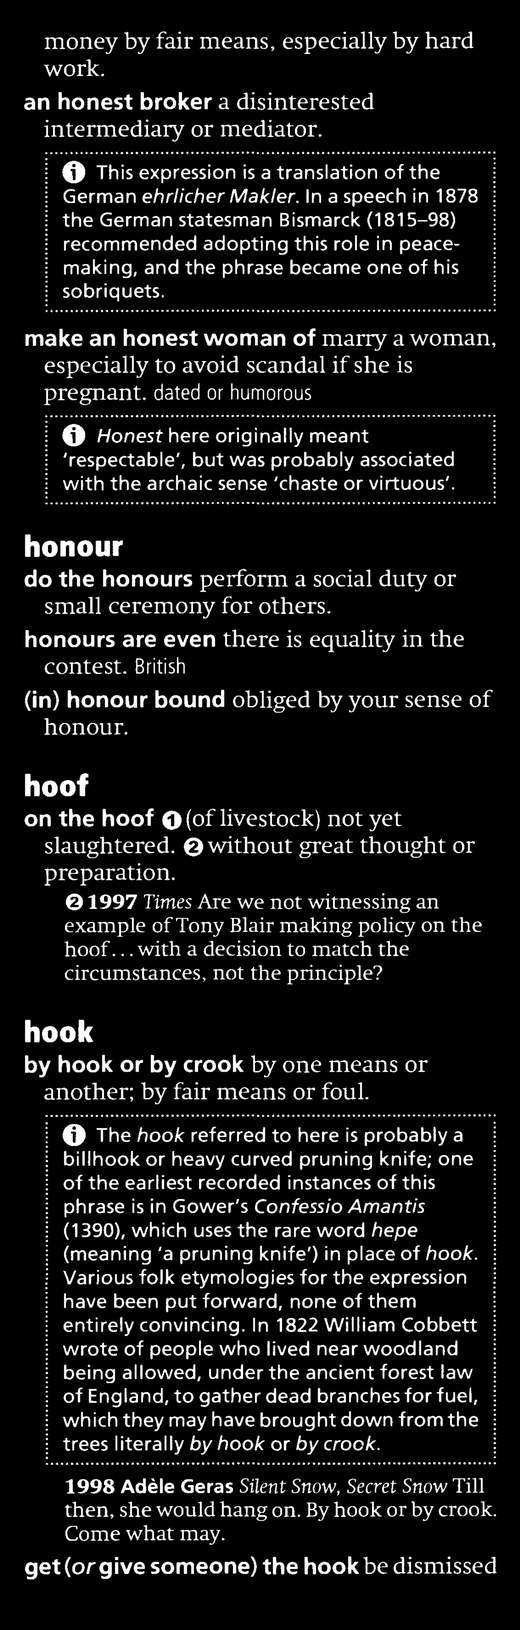 money by fair means, especially by hard
work.
an honest broker a disinterested
intermediary or mediator.
ℹ This expression is a translation of the
German ehrlicher Makler. In a speech in 1878
the German statesman Bismarck (1815–98)
recommended adopting this role in peace-
making, and the phrase became one of his
sobriquets.
make an honest woman of marry a woman,
especially to avoid scandal if she is
pregnant. dated or humorous
ℹ Honest here originally meant
'respectable', but was probably associated
with the archaic sense 'chaste or virtuous'.
honour
do the honours perform a social duty or
small ceremony for others.
honours are even there is equality in the
contest. British
(in) honour bound obliged by your sense of
honour.
hoof
on the hoof ❶ (of livestock) not yet
slaughtered. ❷ without great thought or
preparation.
❷ 1997 Times Are we not witnessing an
example of Tony Blair making policy on the
hoof…with a decision to match the
circumstances, not the principle?
hook
by hook or by crook by one means or
another; by fair means or foul.
ℹ The hook referred to here is probably a
billhook or heavy curved pruning knife; one
of the earliest recorded instances of this
phrase is in Gower's Confessio Amantis
(1390), which uses the rare word hepe
(meaning 'a pruning knife') in place of hook.
Various folk etymologies for the expression
have been put forward, none of them
entirely convincing. In 1822 William Cobbett
wrote of people who lived near woodland
being allowed, under the ancient forest law
of England, to gather dead branches for fuel,
which they may have brought down from the
trees literally by hook or by crook.
1998 Adèle Geras Silent Snow, Secret Snow Till
then, she would hang on. By hook or by crook.
Come what may.
get (or give someone) the hook be dismissed